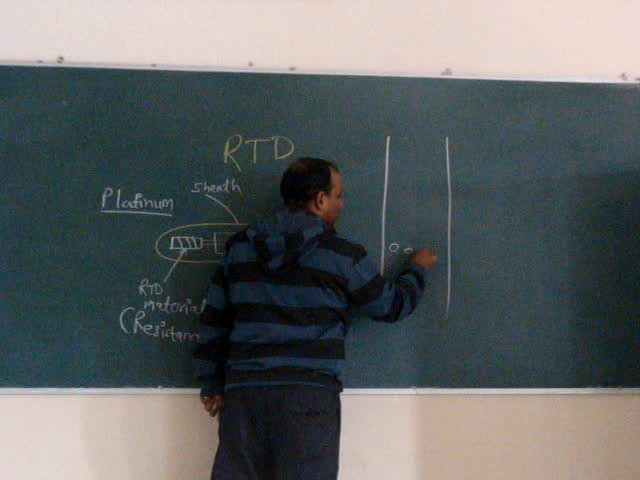 RTD
Sheath
Platinum
RTD
material
(Resistan